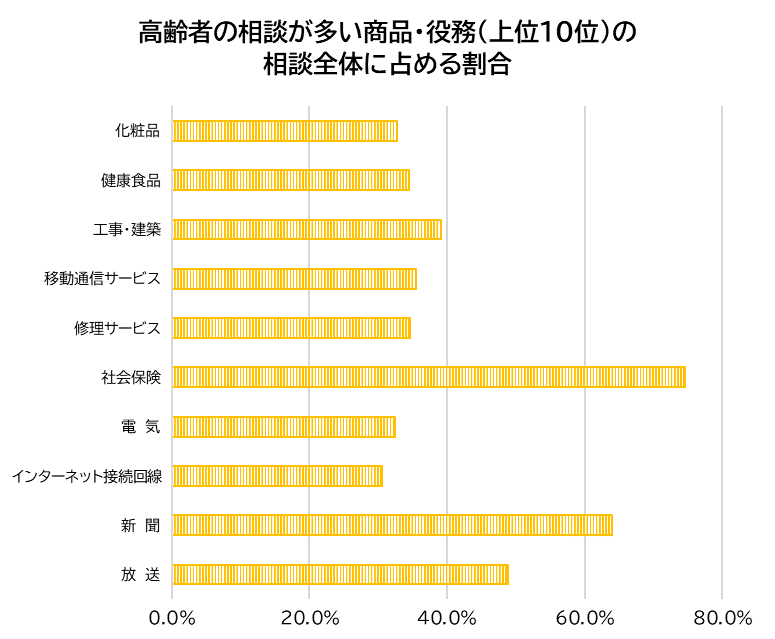 高齢者の相談が多い商品・役務（上位10位）の
相談全体に占める割合
化粧品
健康食品
工事・建築
移動通信サービス
修理サービス
社会保険
電　気
インターネット接続回線
新　聞
放　送
0.0% 20.0% 40.0% 60.0% 80.0%